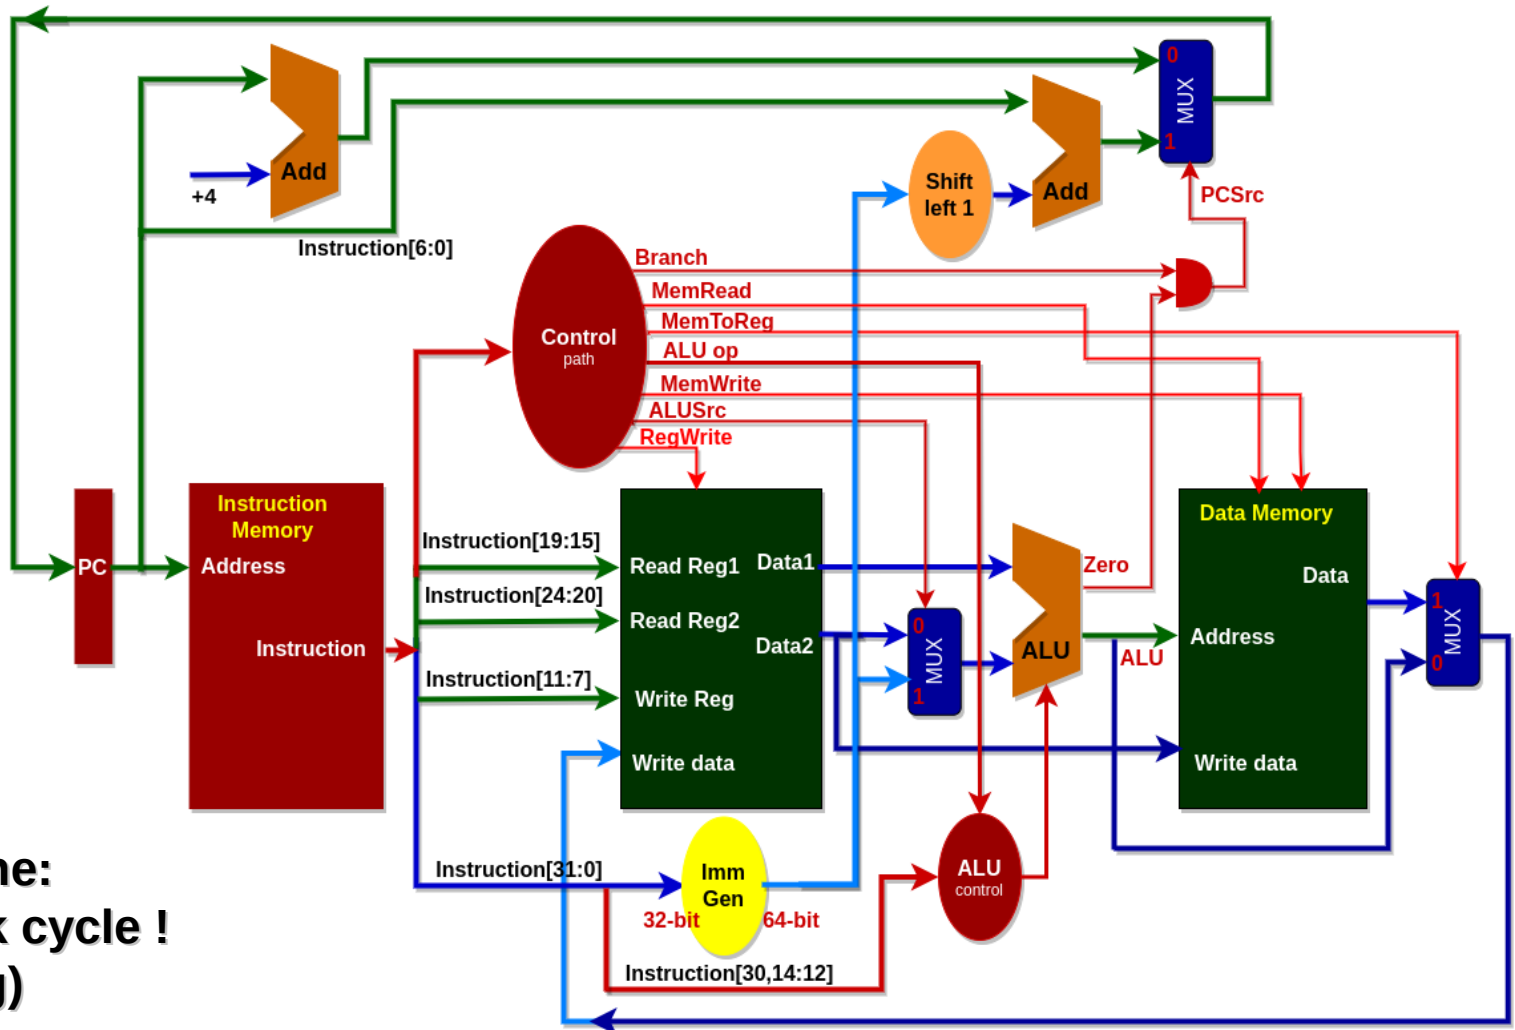 0
MUX
1
Add
+4
Shift
left 1
Add
PCSrc
Instruction[6:0]
Branch
MemRead
MemToReg
ALU op
MemWrite
ALUSrc
RegWrite
Control
path
Instruction
Memory
Address
Instruction
PC
Instruction[19:15]
Instruction[24:20]
Instruction[11:7]
Read Reg1
Read Reg2
Write Reg
Write data
Data1
Data2
0
MUX
1
Zero
ALU
ALU
Data Memory
Data
Address
Write data
1
MUX
0
Instruction[31:0]
Imm
Gen
32-bit
64-bit
ALU
control
Instruction[30,14:12]
ne:
k cycle !
g)